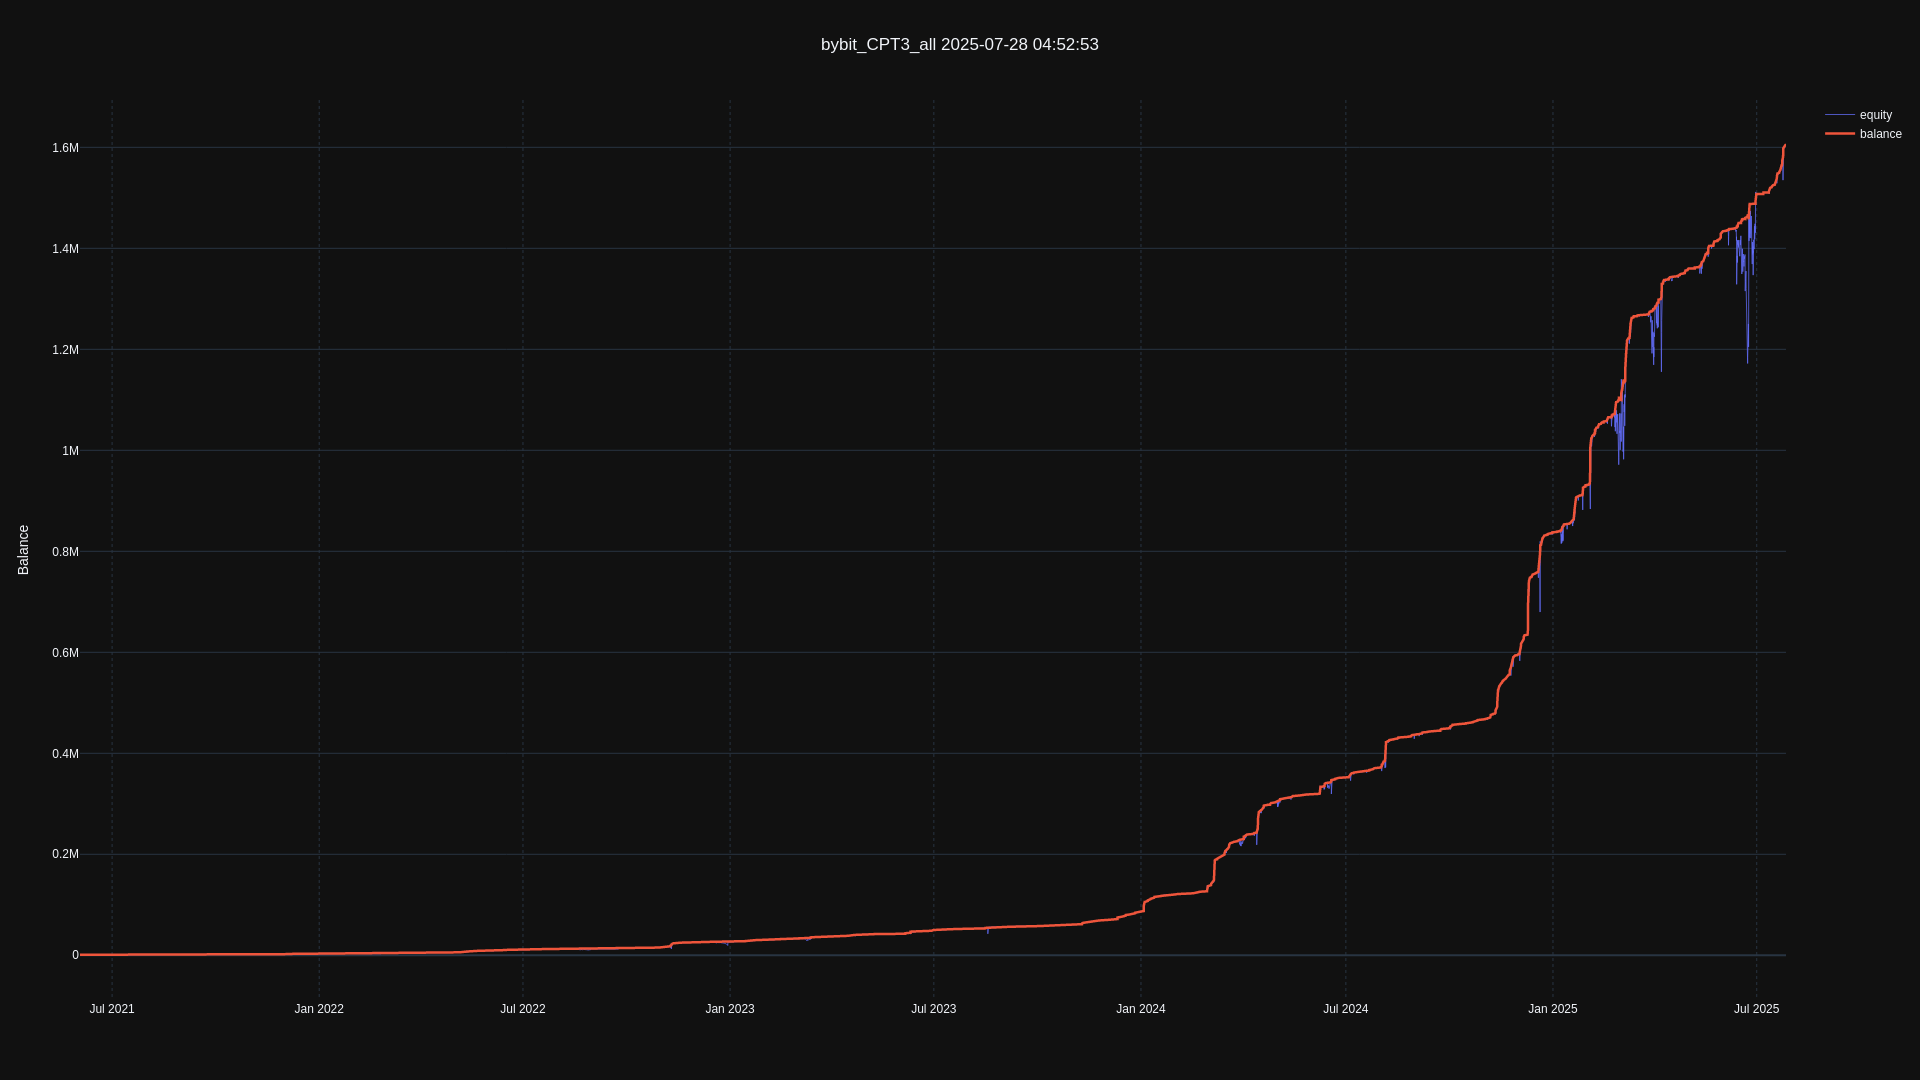 bybit_CPT3_all 2025-07-28 04:52:53
equity
balance
1.6M
1.4M
1.2M
1M
0.8M
0.6M
0.4M
0.2M
0
Balance
Jul 2021
Jan 2022
Jul 2022
Jan 2023
Jul 2023
Jan 2024
Jul 2024
Jan 2025
Jul 2025